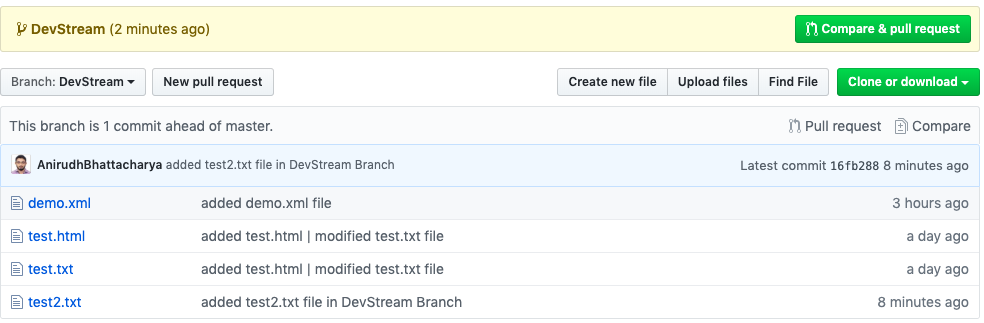 DevStream (2 minutes ago) Compare & pull request
Branch: DevStream New pull request Create new file Upload files Find File Clone or download
This branch is 1 commit ahead of master. Pull request Compare
AnirudhBhattacharya added test2.txt file in DevStream Branch Latest commit 16fb288 8 minutes ago
demo.xml added demo.xml file 3 hours ago
test.html added test.html | modified test.txt file a day ago
test.txt added test.html | modified test.txt file a day ago
test2.txt added test2.txt file in DevStream Branch 8 minutes ago